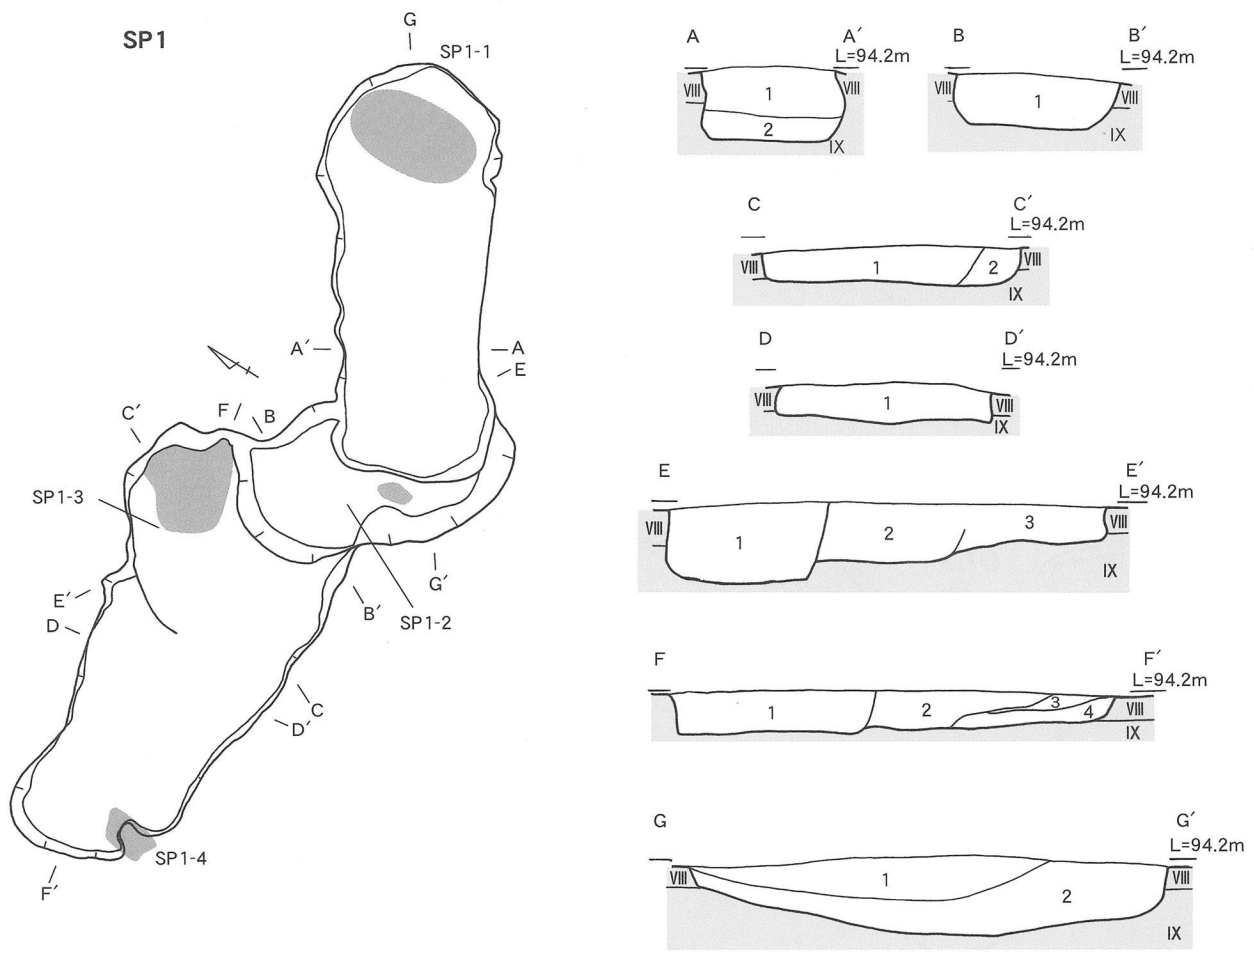 SP1
G
SP1-1
A′
A
E
C′
F
B
SP1-3
E′
D
G′
B′
SP1-2
C
D′
SP1-4
F′
A
A′
L=94.2m
VIII
1
VIII
2
IX
B
B′
L=94.2m
VIII
1
VIII
IX
C
C′
L=94.2m
VIII
1
2
VIII
IX
D
D′
L=94.2m
VIII
1
VIII
IX
E
E′
L=94.2m
VIII
1
2
3
VIII
IX
F
F′
L=94.2m
1
2
3
4
VIII
IX
G
G′
L=94.2m
VIII
1
2
VIII
IX